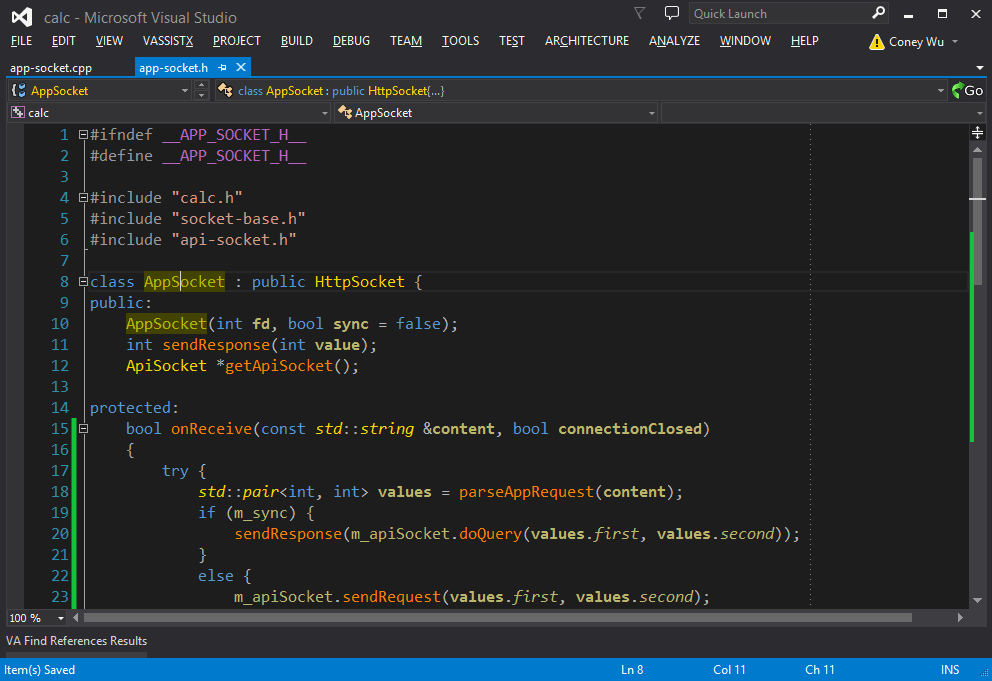 calc - Microsoft Visual Studio
Quick Launch
FILE EDIT VIEW VASSISTX PROJECT BUILD DEBUG TEAM TOOLS TEST ARCHITECTURE ANALYZE WINDOW HELP Coney Wu
app-socket.cpp app-socket.h
AppSocket class AppSocket : public HttpSocket{...} Go
calc AppSocket
1 #ifndef __APP_SOCKET_H__
2 #define __APP_SOCKET_H__
3
4 #include "calc.h"
5 #include "socket-base.h"
6 #include "api-socket.h"
7
8 class AppSocket : public HttpSocket {
9 public:
10 AppSocket(int fd, bool sync = false);
11 int sendResponse(int value);
12 ApiSocket *getApiSocket();
13
14 protected:
15 bool onReceive(const std::string &content, bool connectionClosed)
16 {
17 try {
18 std::pair<int, int> values = parseAppRequest(content);
19 if (m_sync) {
20 sendResponse(m_apiSocket.doQuery(values.first, values.second));
21 }
22 else {
23 m_apiSocket.sendRequest(values.first, values.second);
100 %
VA Find References Results
Item(s) Saved Ln 8 Col 11 Ch 11 INS